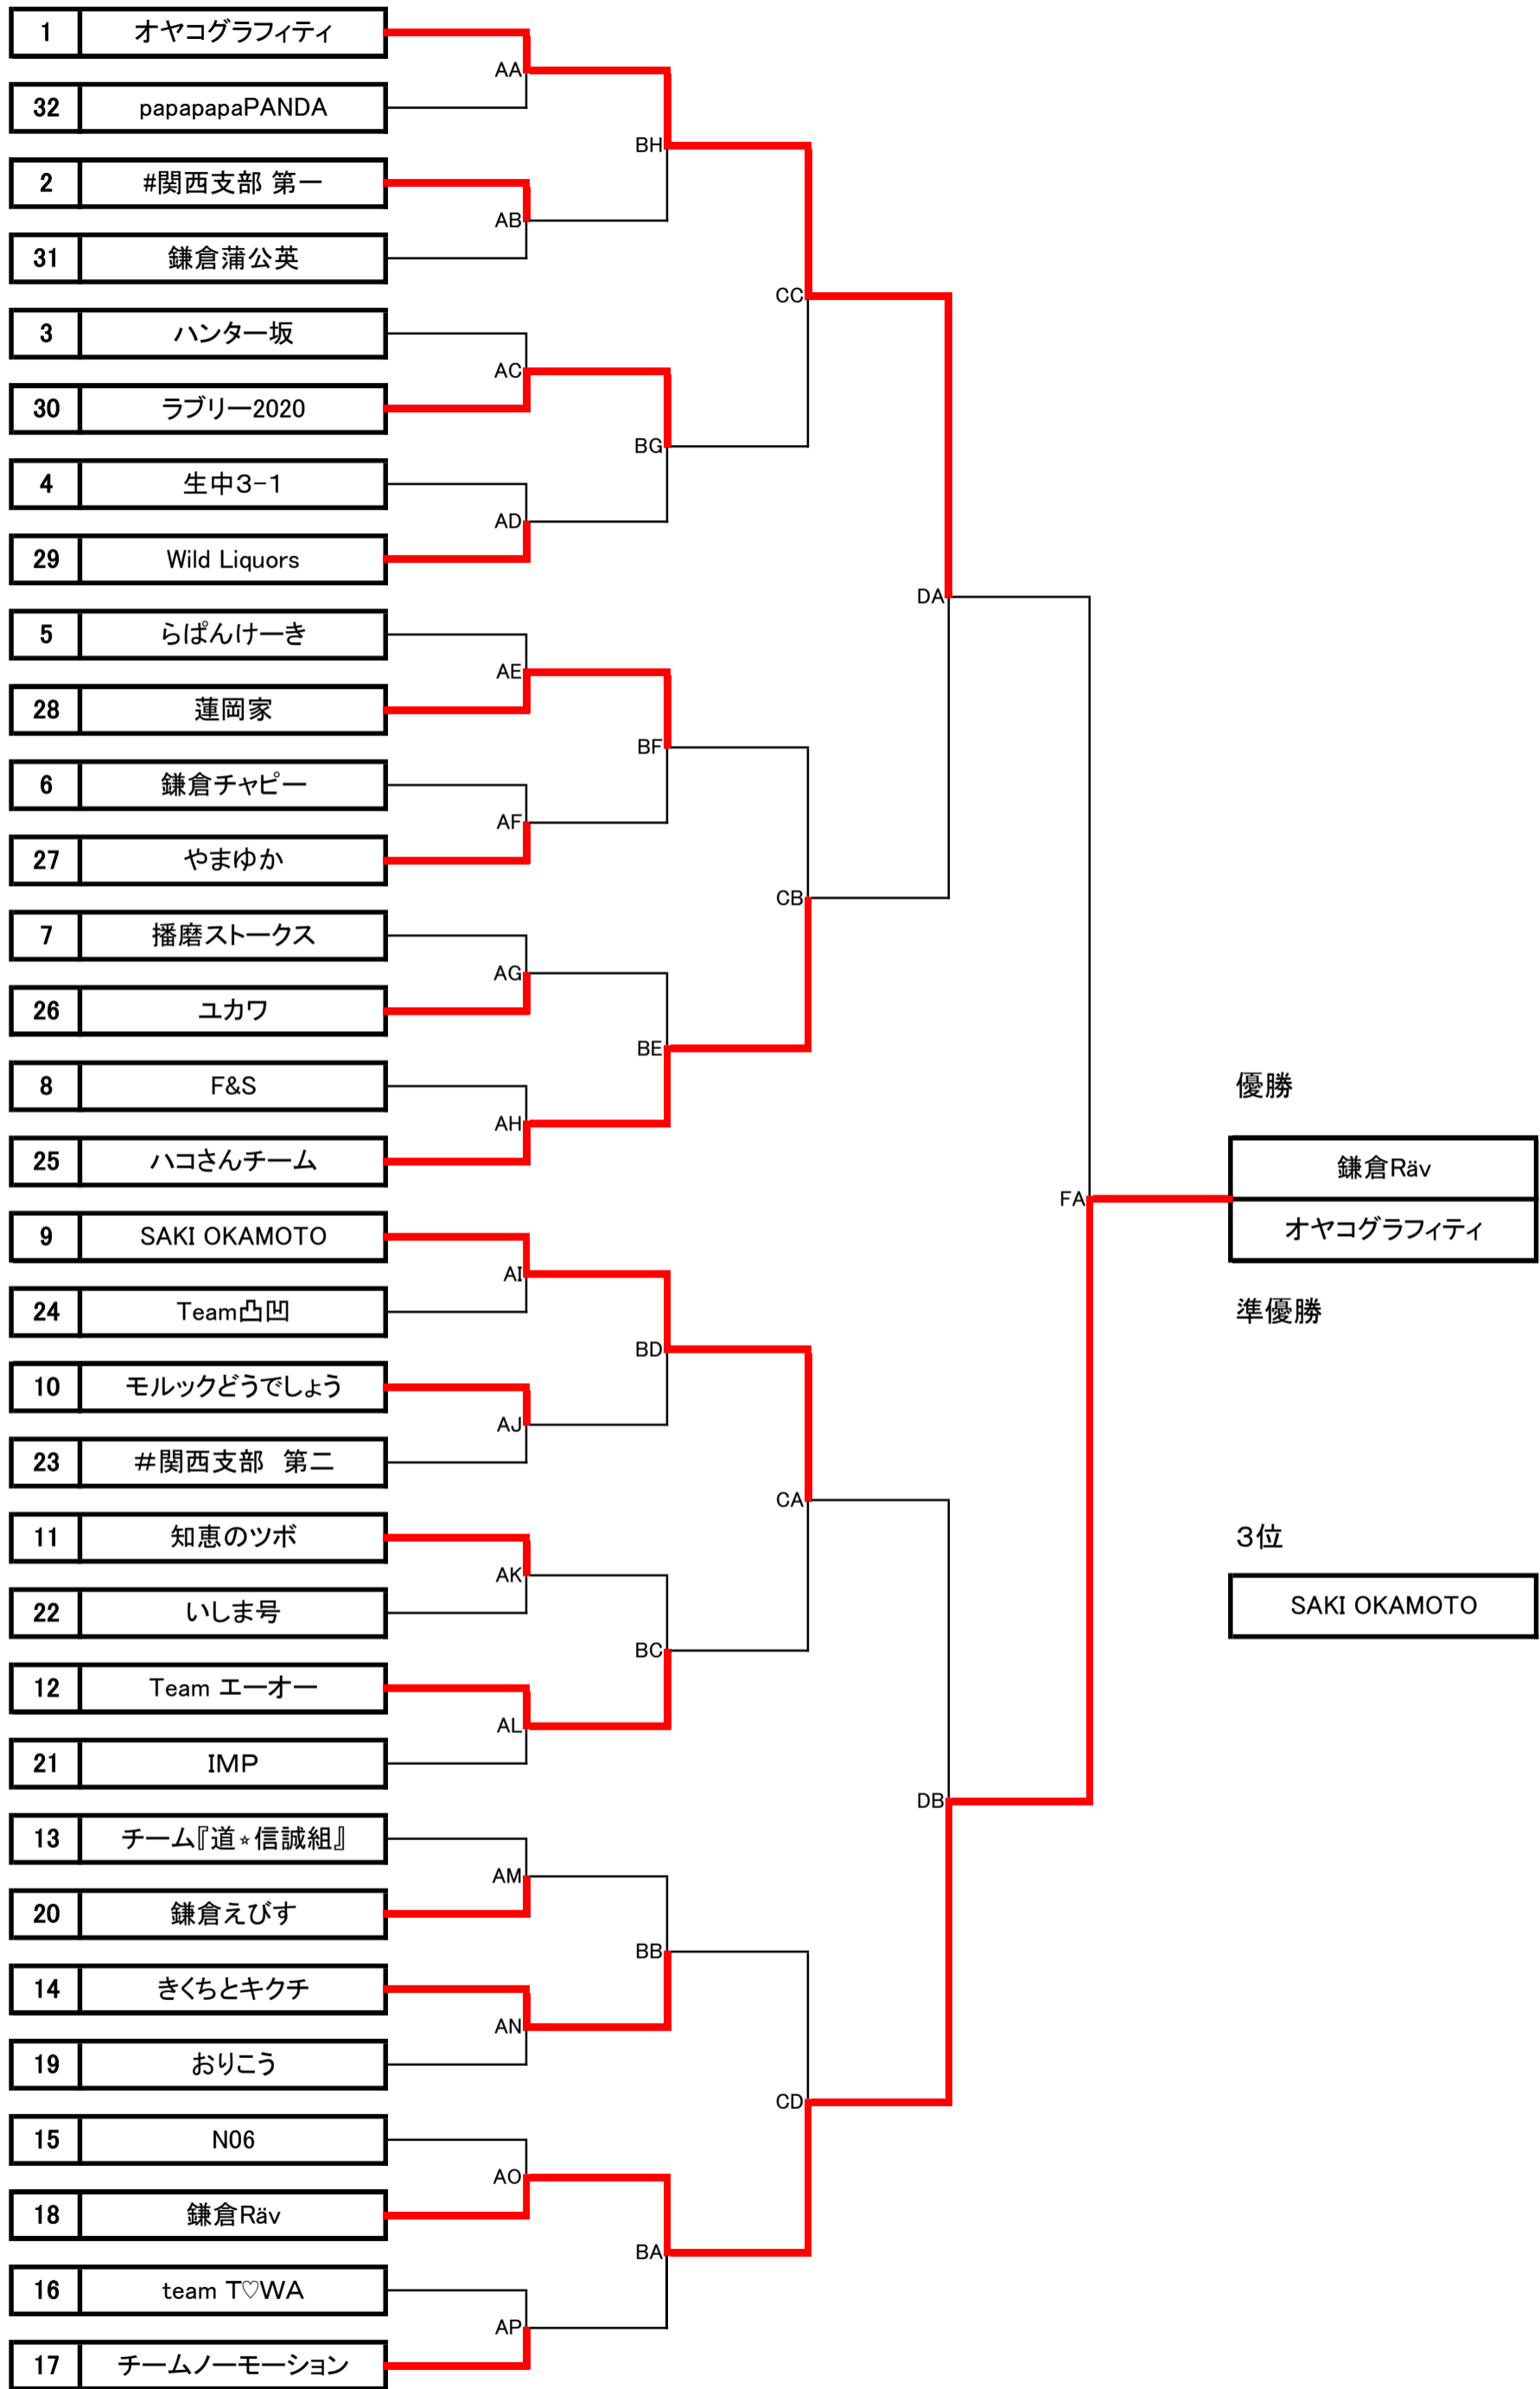 1 オヤコグラフィティ
AA
32 papapapaPANDA
BH
2 #関西支部 第一
AB
31 鎌倉蒲公英
CC
3 ハンター坂
AC
30 ラブリー2020
BG
4 生中3-1
AD
29 Wild Liquors
DA
5 らぱんけーき
AE
28 蓮岡家
BF
6 鎌倉チャピー
AF
27 やまゆか
CB
7 播磨ストークス
AG
26 ユカワ
BE
8 F&S
優勝
AH
25 ハコさんチーム
鎌倉Räv
FA
9 SAKI OKAMOTO
オヤコグラフィティ
AI
24 Team凸凹
準優勝
BD
10 モルックどうでしょう
AJ
23 #関西支部 第二
CA
11 知恵のツボ
3位
AK
22 いしま号
SAKI OKAMOTO
BC
12 Team エーオー
AL
21 IMP
DB
13 チーム『道☆信誠組』
AM
20 鎌倉えびす
BB
14 きくちとキクチ
AN
19 おりこう
CD
15 N06
AO
18 鎌倉Räv
BA
16 team T♡WA
AP
17 チームノーモーション